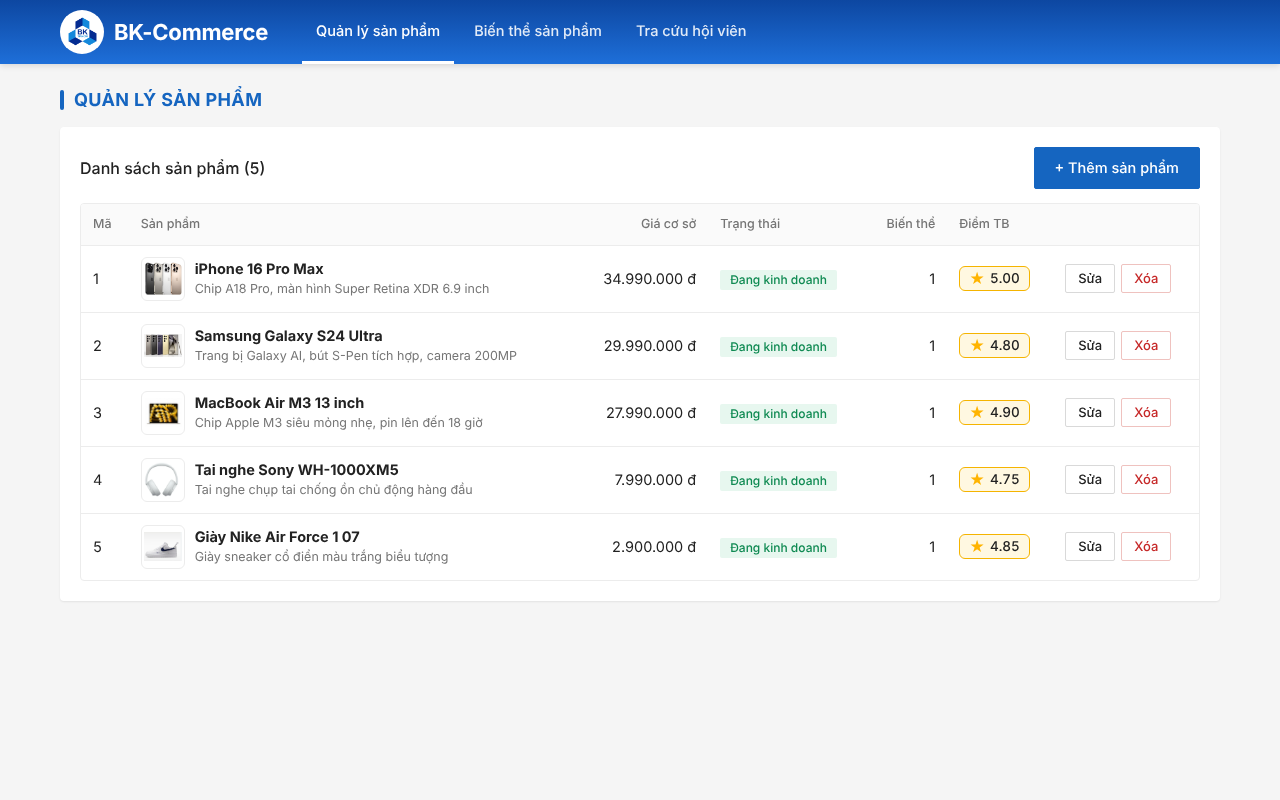 BK BK-Commerce Quản lý sản phẩm Biến thể sản phẩm Tra cứu hội viên
QUẢN LÝ SẢN PHẨM
Danh sách sản phẩm (5) + Thêm sản phẩm
Mã Sản phẩm Giá cơ sở Trạng thái Biến thể Điểm TB
1 iPhone 16 Pro Max 34.990.000 đ Đang kinh doanh 1 ★ 5.00 Sửa Xóa
Chip A18 Pro, màn hình Super Retina XDR 6.9 inch
2 Samsung Galaxy S24 Ultra 29.990.000 đ Đang kinh doanh 1 ★ 4.80 Sửa Xóa
Trang bị Galaxy AI, bút S-Pen tích hợp, camera 200MP
3 MacBook Air M3 13 inch 27.990.000 đ Đang kinh doanh 1 ★ 4.90 Sửa Xóa
Chip Apple M3 siêu mỏng nhẹ, pin lên đến 18 giờ
4 Tai nghe Sony WH-1000XM5 7.990.000 đ Đang kinh doanh 1 ★ 4.75 Sửa Xóa
Tai nghe chụp tai chống ồn chủ động hàng đầu
5 Giày Nike Air Force 1 07 2.900.000 đ Đang kinh doanh 1 ★ 4.85 Sửa Xóa
Giày sneaker cổ điển màu trắng biểu tượng